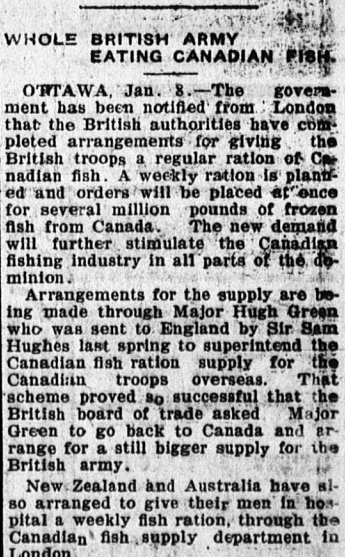 WHOLE BRITISH ARMY
EATING CANADIAN FISH.
OTTAWA, Jan. 8.—The govern-
ment has been notified from London
that the British authorities have com-
pleted arrangements for giving the
British troops a regular ration of Ca-
nadian fish. A weekly ration is plann-
ed and orders will be placed at once
for several million pounds of frozen
fish from Canada. The new demand
will further stimulate the Canadian
fishing industry in all parts of the do-
minion.
Arrangements for the supply are be-
ing made through Major Hugh Green
who was sent to England by Sir Sam
Hughes last spring to superintend the
Canadian fish ration supply for the
Canadian troops overseas. That
scheme proved so successful that the
British board of trade asked Major
Green to go back to Canada and ar-
range for a still bigger supply for the
British army.
New Zealand and Australia have al-
so arranged to give their men in hos-
pital a weekly fish ration, through the
Canadian fish supply department in
London